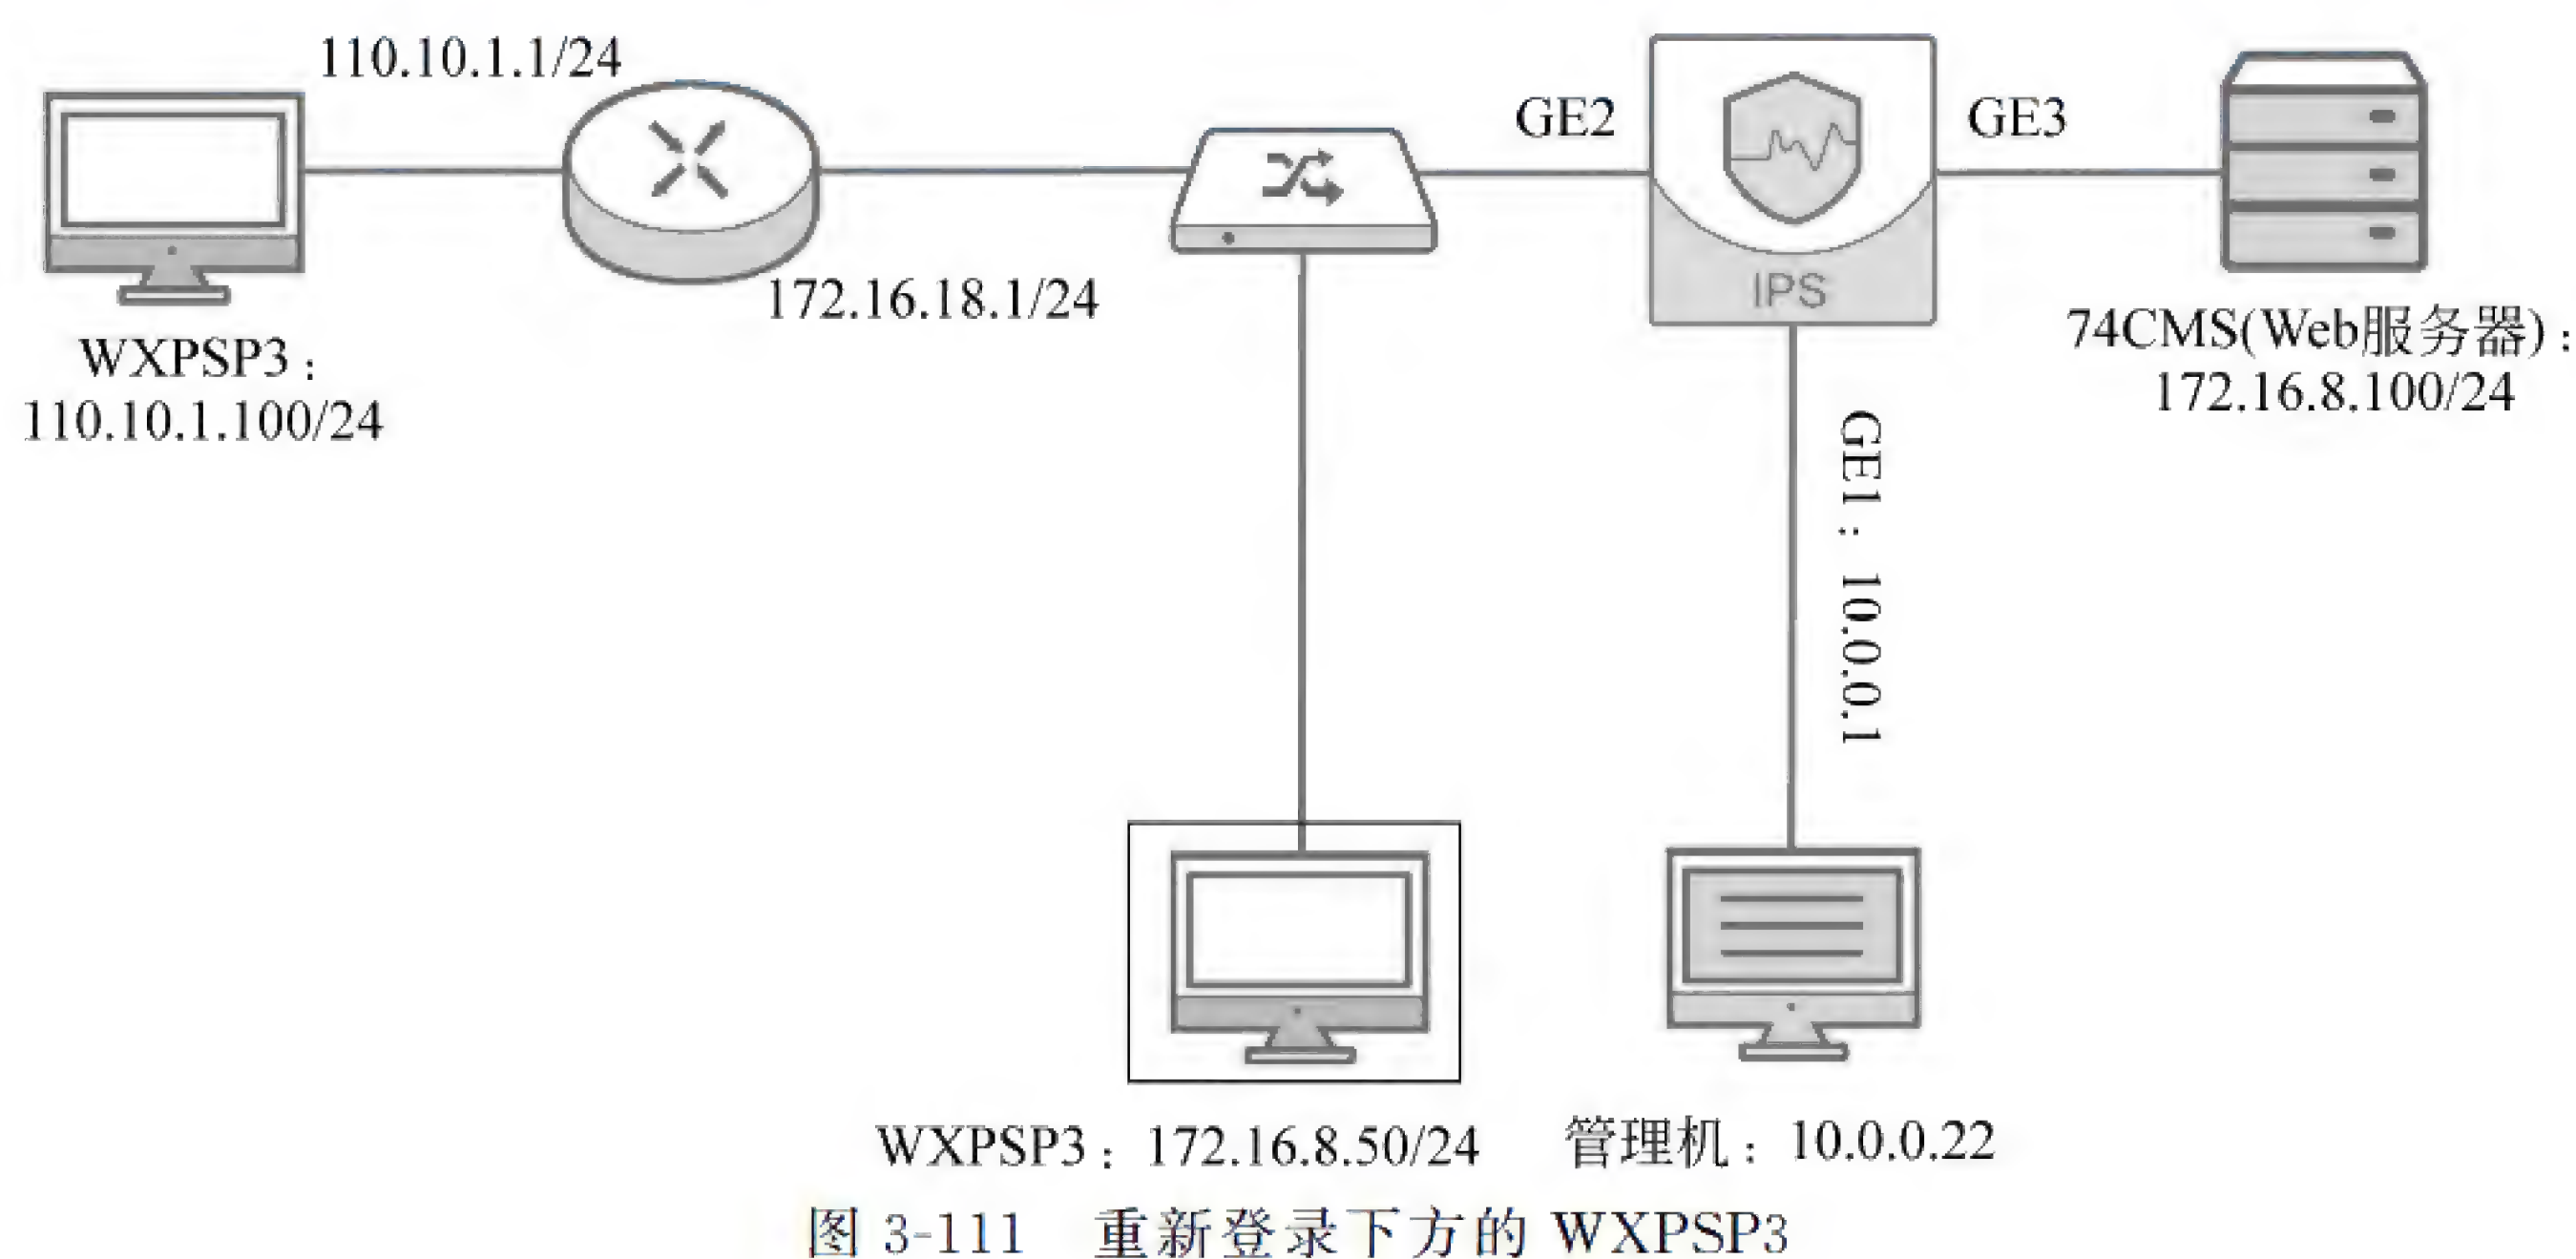 110.10.1.1/24
GE2
GE3
IPS
172.16.18.1/24
WXPSP3：
110.10.1.100/24
74CMS(Web服务器)：
172.16.8.100/24
GE1：10.0.0.1
WXPSP3：172.16.8.50/24
管理机：10.0.0.22
图 3-111 重新登录下方的 WXPSP3